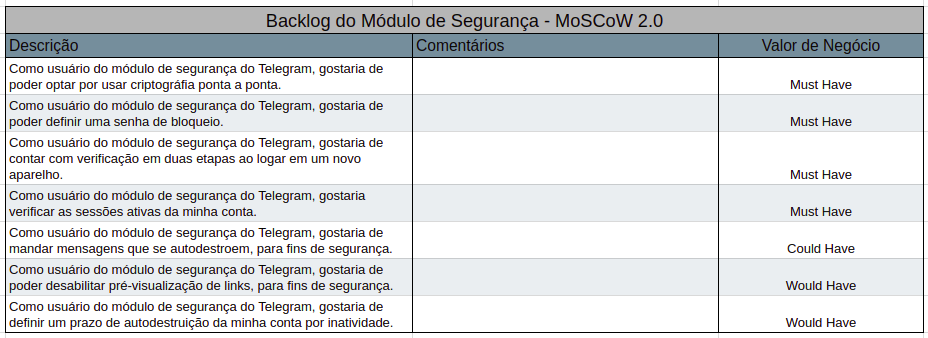 Backlog do Módulo de Segurança - MoSCoW 2.0
Descrição Comentários Valor de Negócio
Como usuário do módulo de segurança do Telegram, gostaria de
poder optar por usar criptográfia ponta a ponta. Must Have
Como usuário do módulo de segurança do Telegram, gostaria de
poder definir uma senha de bloqueio. Must Have
Como usuário do módulo de segurança do Telegram, gostaria de
contar com verificação em duas etapas ao logar em um novo
aparelho. Must Have
Como usuário do módulo de segurança do Telegram, gostaria
verificar as sessões ativas da minha conta. Must Have
Como usuário do módulo de segurança do Telegram, gostaria de
mandar mensagens que se autodestroem, para fins de segurança. Could Have
Como usuário do módulo de segurança do Telegram, gostaria de
poder desabilitar pré-visualização de links, para fins de segurança. Would Have
Como usuário do módulo de segurança do Telegram, gostaria de
definir um prazo de autodestruição da minha conta por inatividade. Would Have